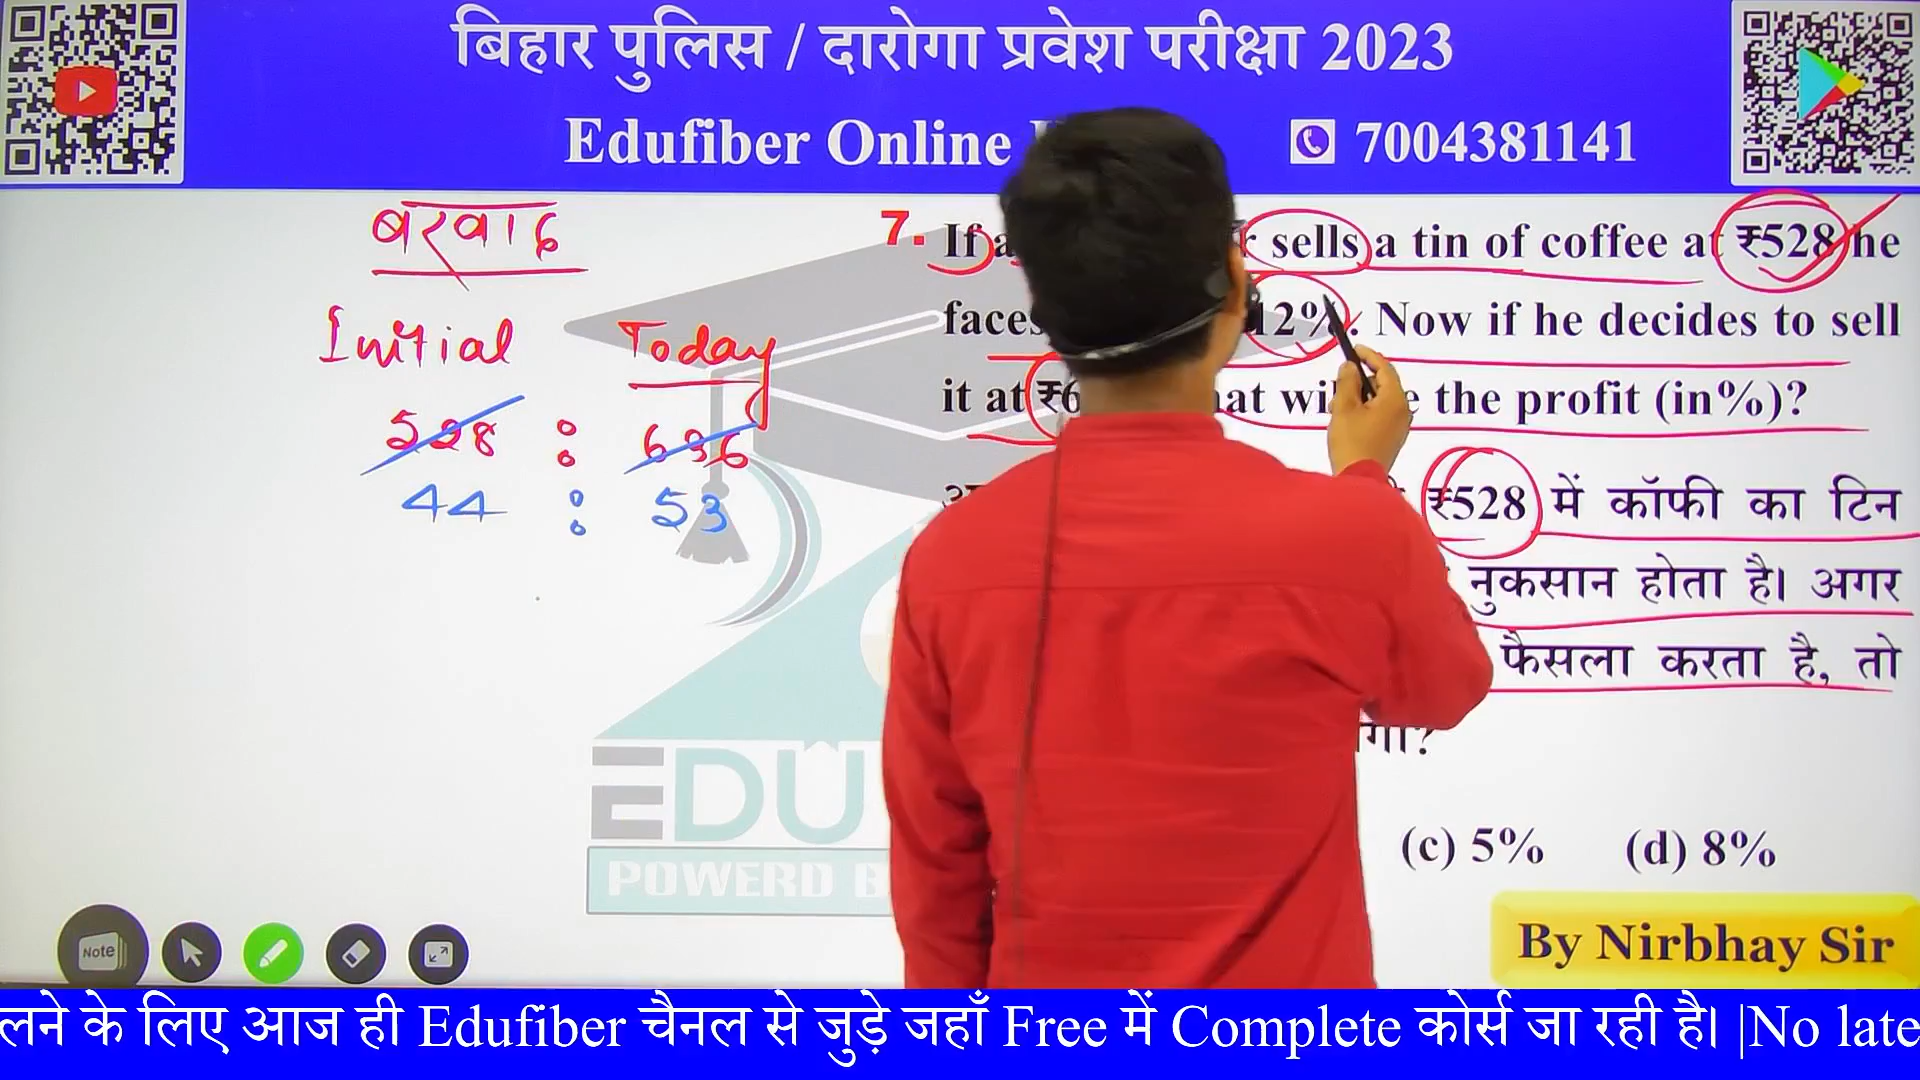 बिहार पुलिस / दारोगा प्रवेश परीक्षा 2023
Edufiber Online
7004381141
बरवाद
Initial Today
528 : 636
44 : 53
7. If a sells a tin of coffee at ₹528 he
faces 12%. Now if he decides to sell
it at ₹6 the profit (in%)?
₹528 में कॉफी का टिन
नुकसान होता है। अगर
फैसला करता है, तो
(c) 5% (d) 8%
EDU
POWERD B
Note
By Nirbhay Sir
लने के लिए आज ही Edufiber चैनल से जुड़े जहाँ Free में Complete कोर्स जा रही है। |No late